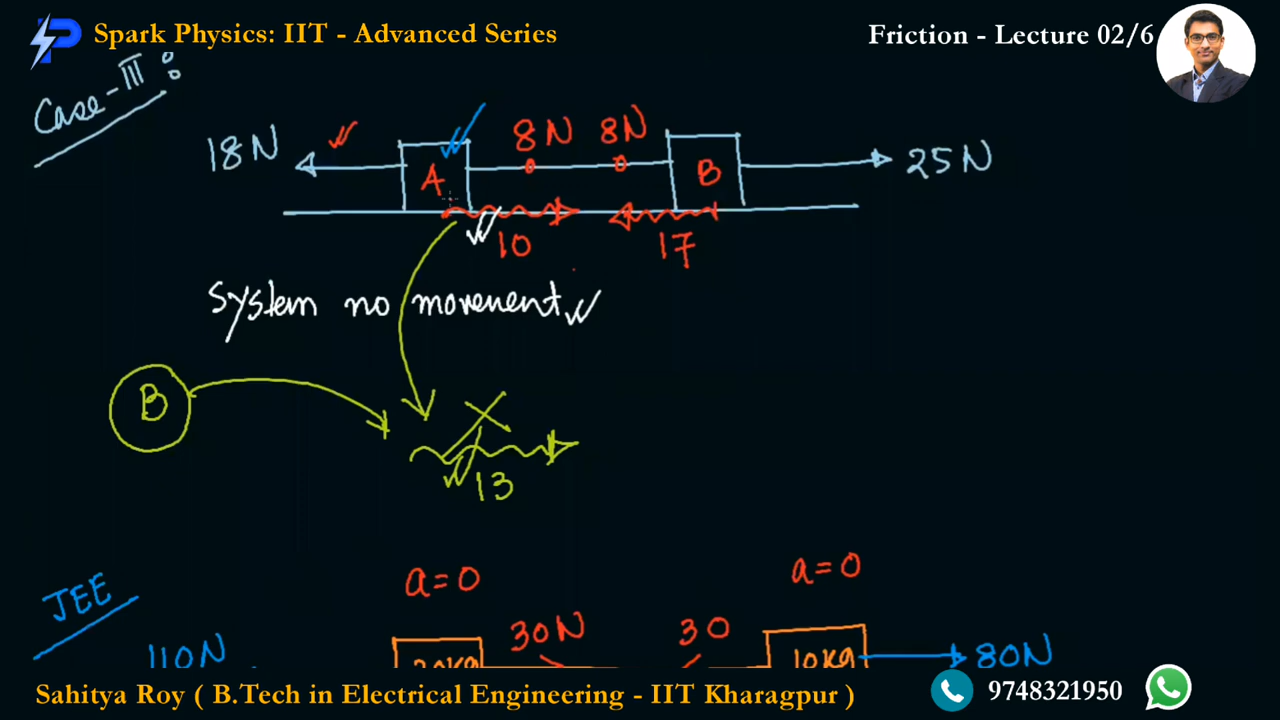 Spark Physics: IIT - Advanced Series
Friction - Lecture 02/6
Case-III :
18N
A
8N
8N
B
25N
10
17
System no movement
B
13
JEE
a=0
a=0
110N
30N
30
10kg
80N
Sahitya Roy ( B.Tech in Electrical Engineering - IIT Kharagpur )
9748321950